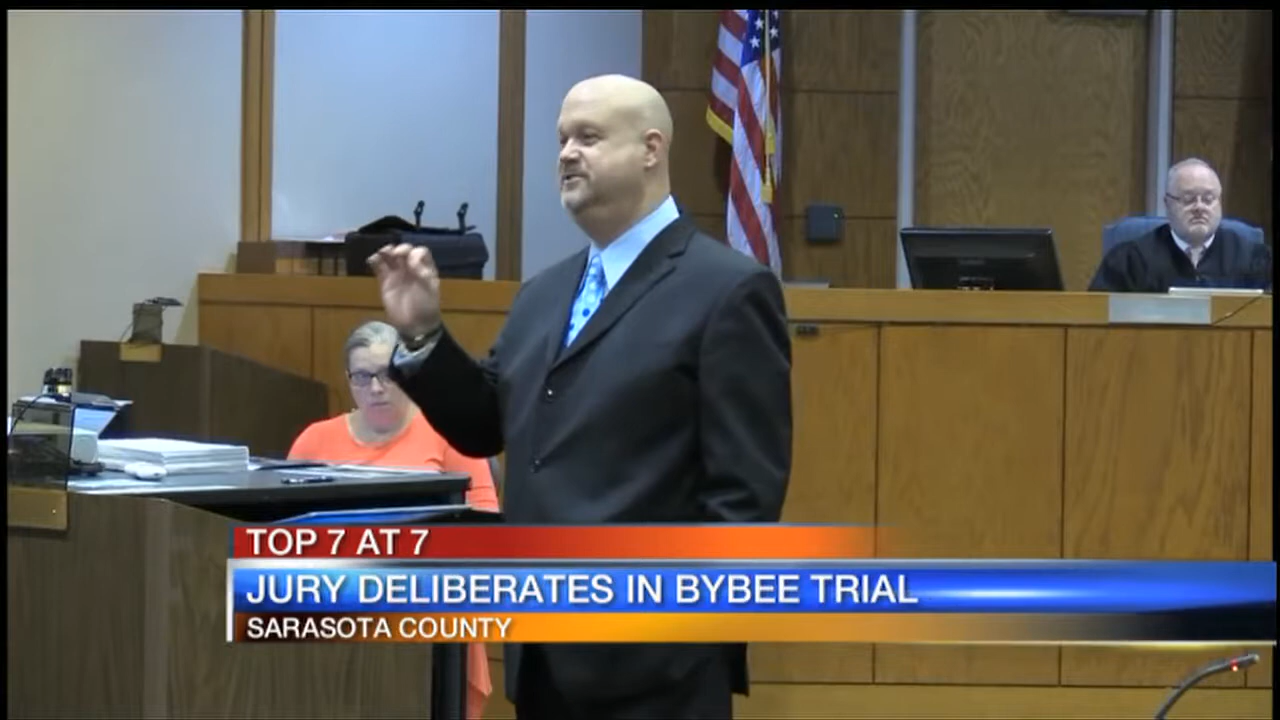 TOP 7 AT 7
JURY DELIBERATES IN BYBEE TRIAL
SARASOTA COUNTY